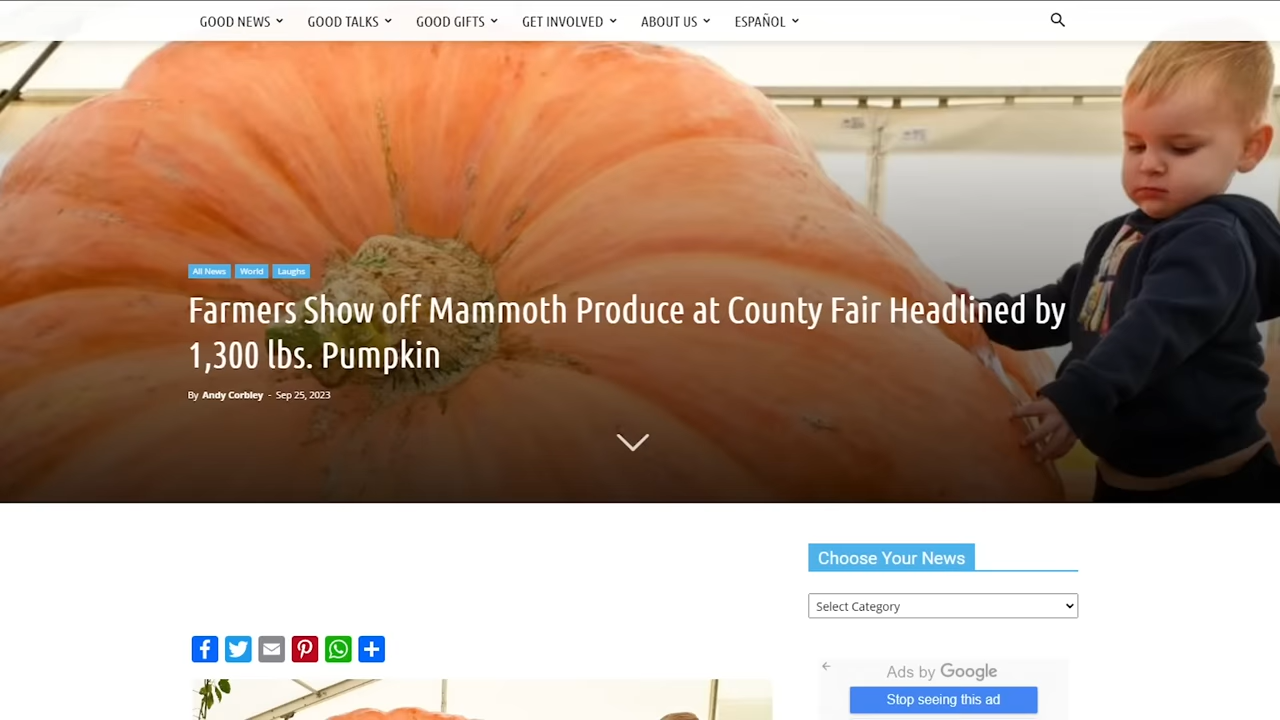 GOOD NEWS GOOD TALKS GOOD GIFTS GET INVOLVED ABOUT US ESPAÑOL
All News World Laughs
Farmers Show off Mammoth Produce at County Fair Headlined by
1,300 lbs. Pumpkin
By Andy Corbley - Sep 25, 2023
Choose Your News
Select Category
Ads by Google
Stop seeing this ad